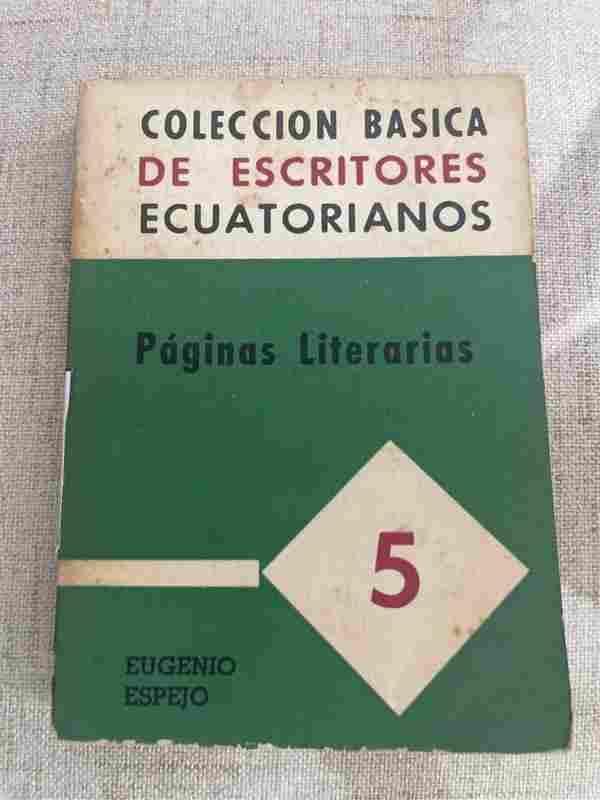 COLECCION BASICA
DE ESCRITORES
ECUATORIANOS
Páginas Literarias
5
EUGENIO
ESPEJO